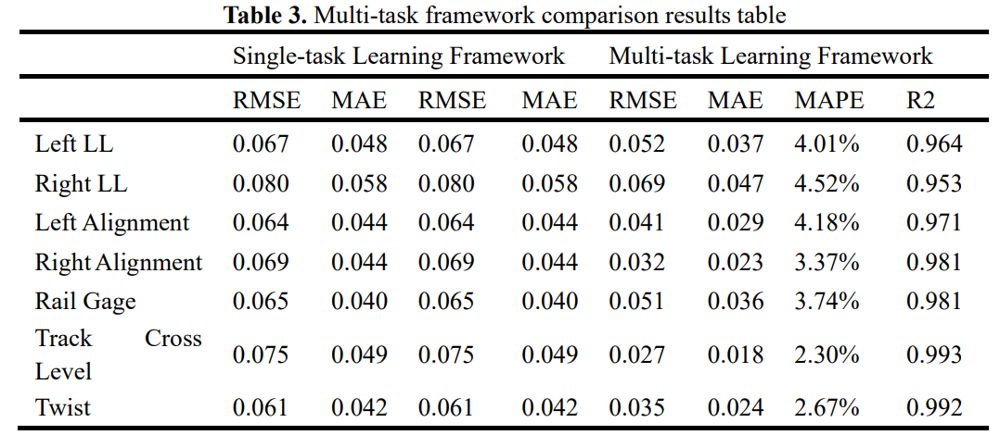 Table 3. Multi-task framework comparison results table
Single-task Learning Framework Multi-task Learning Framework
RMSE MAE RMSE MAE RMSE MAE MAPE R2
Left LL 0.067 0.048 0.067 0.048 0.052 0.037 4.01% 0.964
Right LL 0.080 0.058 0.080 0.058 0.069 0.047 4.52% 0.953
Left Alignment 0.064 0.044 0.064 0.044 0.041 0.029 4.18% 0.971
Right Alignment 0.069 0.044 0.069 0.044 0.032 0.023 3.37% 0.981
Rail Gage 0.065 0.040 0.065 0.040 0.051 0.036 3.74% 0.981
Track Cross
Level 0.075 0.049 0.075 0.049 0.027 0.018 2.30% 0.993
Twist 0.061 0.042 0.061 0.042 0.035 0.024 2.67% 0.992